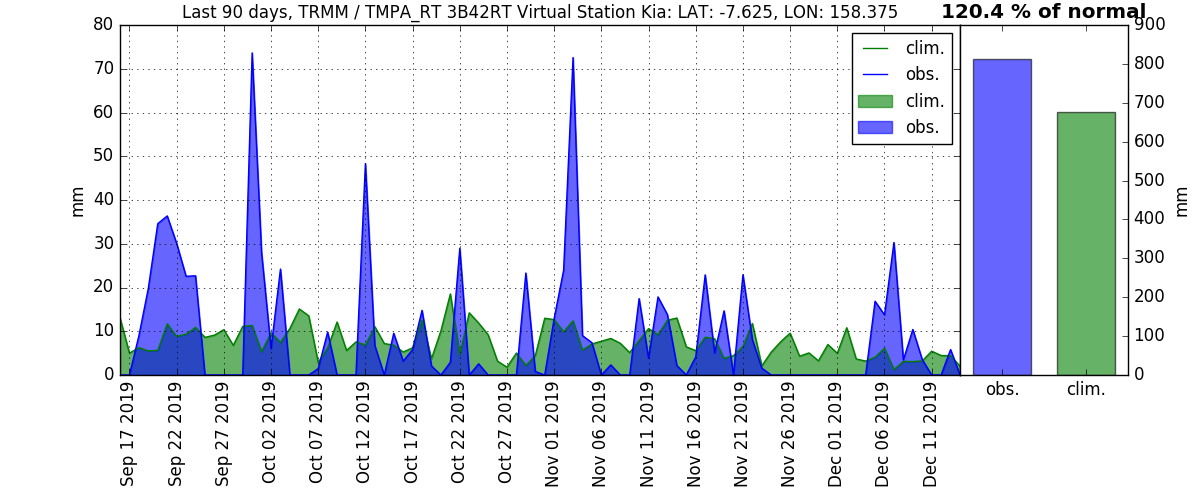 Last 90 days, TRMM / TMPA_RT 3B42RT Virtual Station Kia: LAT: -7.625, LON: 158.375
120.4 % of normal
80
70
60
50
40
30
20
10
0
mm
clim.
obs.
clim.
obs.
Sep 17 2019
Sep 22 2019
Sep 27 2019
Oct 02 2019
Oct 07 2019
Oct 12 2019
Oct 17 2019
Oct 22 2019
Oct 27 2019
Nov 01 2019
Nov 06 2019
Nov 11 2019
Nov 16 2019
Nov 21 2019
Nov 26 2019
Dec 01 2019
Dec 06 2019
Dec 11 2019
900
800
700
600
500
400
300
200
100
0
mm
obs.
clim.